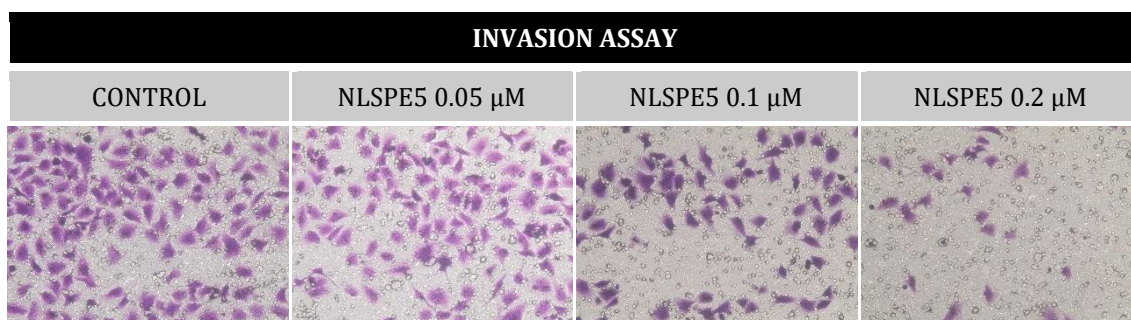 INVASION ASSAY
CONTROL
NLSPE5 0.05 μM
NLSPE5 0.1 μM
NLSPE5 0.2 μM